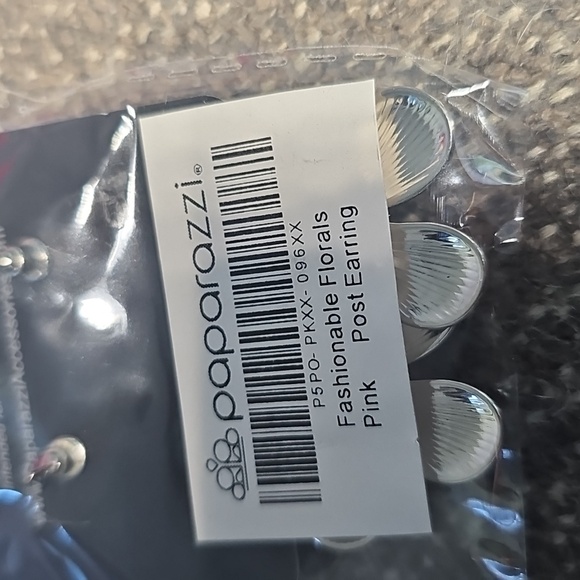 paparazzi®
P5PO-PKXX-096XX
Fashionable Florals
Pink Post Earring